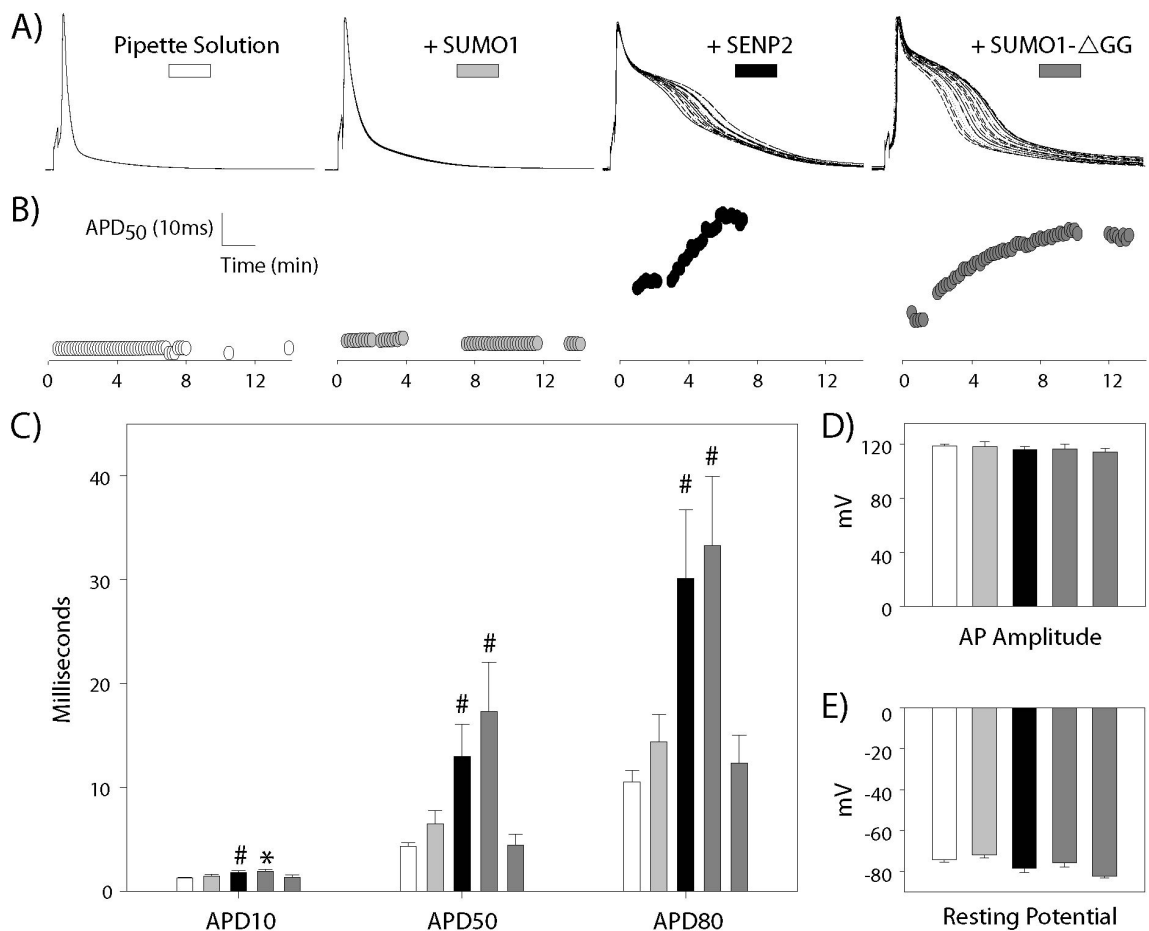 A)
Pipette Solution
+ SUMO1
+ SENP2
+ SUMO1-△GG
B)
APD50 (10ms)
Time (min)
0 4 8 12
0 4 8 12
0 4 8 12
0 4 8 12
C)
Milliseconds
40
30
20
10
0
# *
# #
# #
APD10 APD50 APD80
D)
mV
120
80
40
0
AP Amplitude
E)
mV
0
-20
-40
-60
-80
Resting Potential